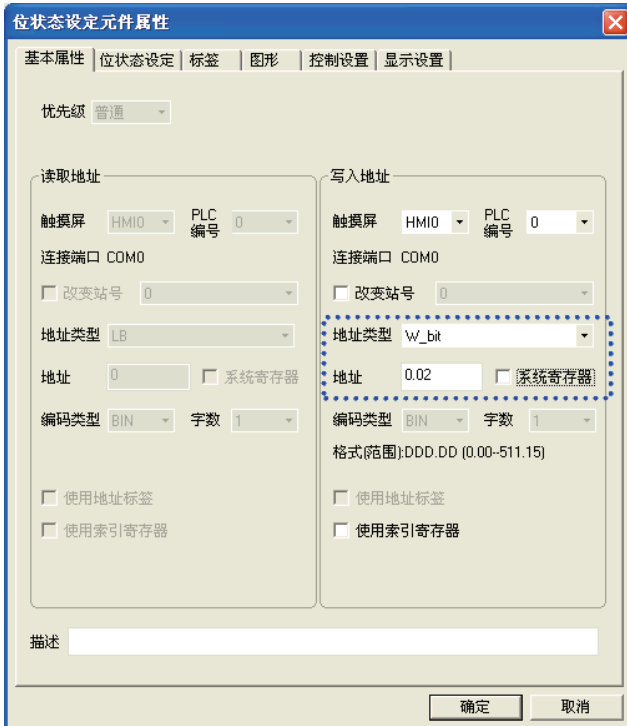 位状态设定元件属性
基本属性 位状态设定 标签 图形 控制设置 显示设置
优先级 普通
读取地址
触摸屏 HMI0 PLC编号 0
连接端口 COM0
改变站号 0
地址类型 LB
地址 0 系统寄存器
编码类型 BIN 字数 1
使用地址标签
使用索引寄存器
写入地址
触摸屏 HMI0 PLC编号 0
连接端口 COM0
改变站号 0
地址类型 W_bit
地址 0.02 系统寄存器
编码类型 BIN 字数 1
格式(范围):DDD.DD (0.00--511.15)
使用地址标签
使用索引寄存器
描述
确定 取消